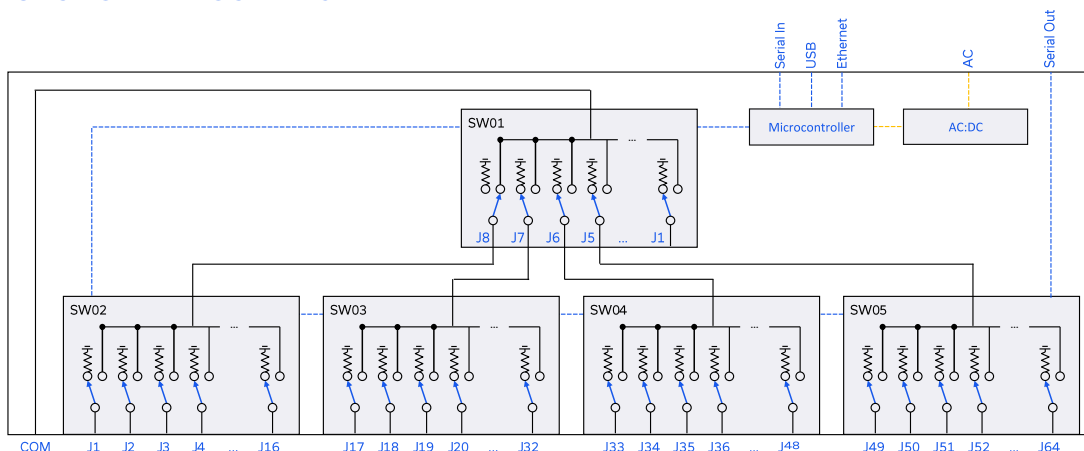 Serial In
USB
Ethernet
AC
Serial Out
SW01
Microcontroller
AC:DC
...
J8 J7 J6 J5 ... J1
SW02
SW03
SW04
SW05
... ... ... ...
COM J1 J2 J3 J4 ... J16 J17 J18 J19 J20 ... J32 J33 J34 J35 J36 ... J48 J49 J50 J51 J52 ... J64